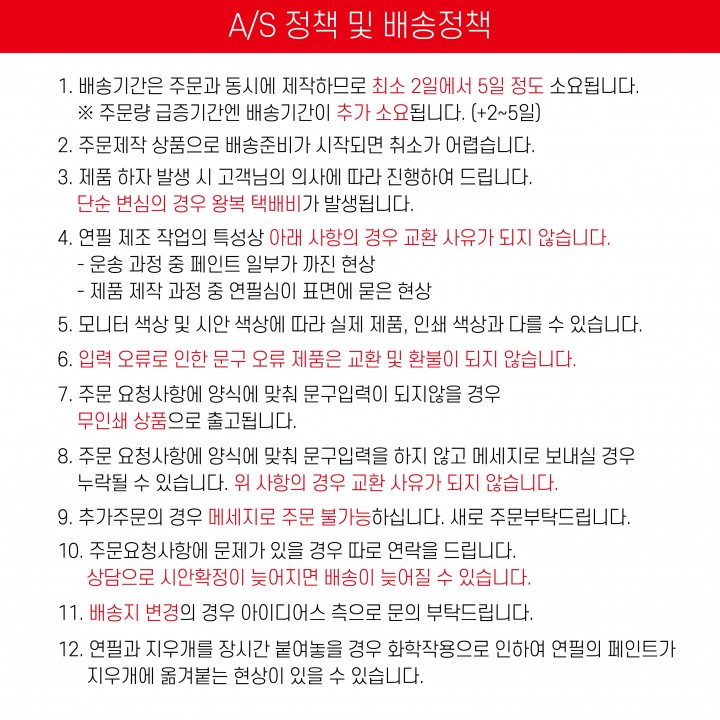 A/S 정책 및 배송정책
1. 배송기간은 주문과 동시에 제작하므로 최소 2일에서 5일 정도 소요됩니다.
※ 주문량 급증기간엔 배송기간이 추가 소요됩니다. (+2~5일)
2. 주문제작 상품으로 배송준비가 시작되면 취소가 어렵습니다.
3. 제품 하자 발생 시 고객님의 의사에 따라 진행하여 드립니다.
단순 변심의 경우 왕복 택배비가 발생됩니다.
4. 연필 제조 작업의 특성상 아래 사항의 경우 교환 사유가 되지 않습니다.
- 운송 과정 중 페인트 일부가 까진 현상
- 제품 제작 과정 중 연필심이 표면에 묻은 현상
5. 모니터 색상 및 시안 색상에 따라 실제 제품, 인쇄 색상과 다를 수 있습니다.
6. 입력 오류로 인한 문구 오류 제품은 교환 및 환불이 되지 않습니다.
7. 주문 요청사항에 양식에 맞춰 문구입력이 되지않을 경우
무인쇄 상품으로 출고됩니다.
8. 주문 요청사항에 양식에 맞춰 문구입력을 하지 않고 메세지로 보내실 경우
누락될 수 있습니다. 위 사항의 경우 교환 사유가 되지 않습니다.
9. 추가주문의 경우 메세지로 주문 불가능하십니다. 새로 주문부탁드립니다.
10. 주문요청사항에 문제가 있을 경우 따로 연락을 드립니다.
상담으로 시안확정이 늦어지면 배송이 늦어질 수 있습니다.
11. 배송지 변경의 경우 아이디어스 측으로 문의 부탁드립니다.
12. 연필과 지우개를 장시간 붙여놓을 경우 화학작용으로 인하여 연필의 페인트가
지우개에 옮겨붙는 현상이 있을 수 있습니다.